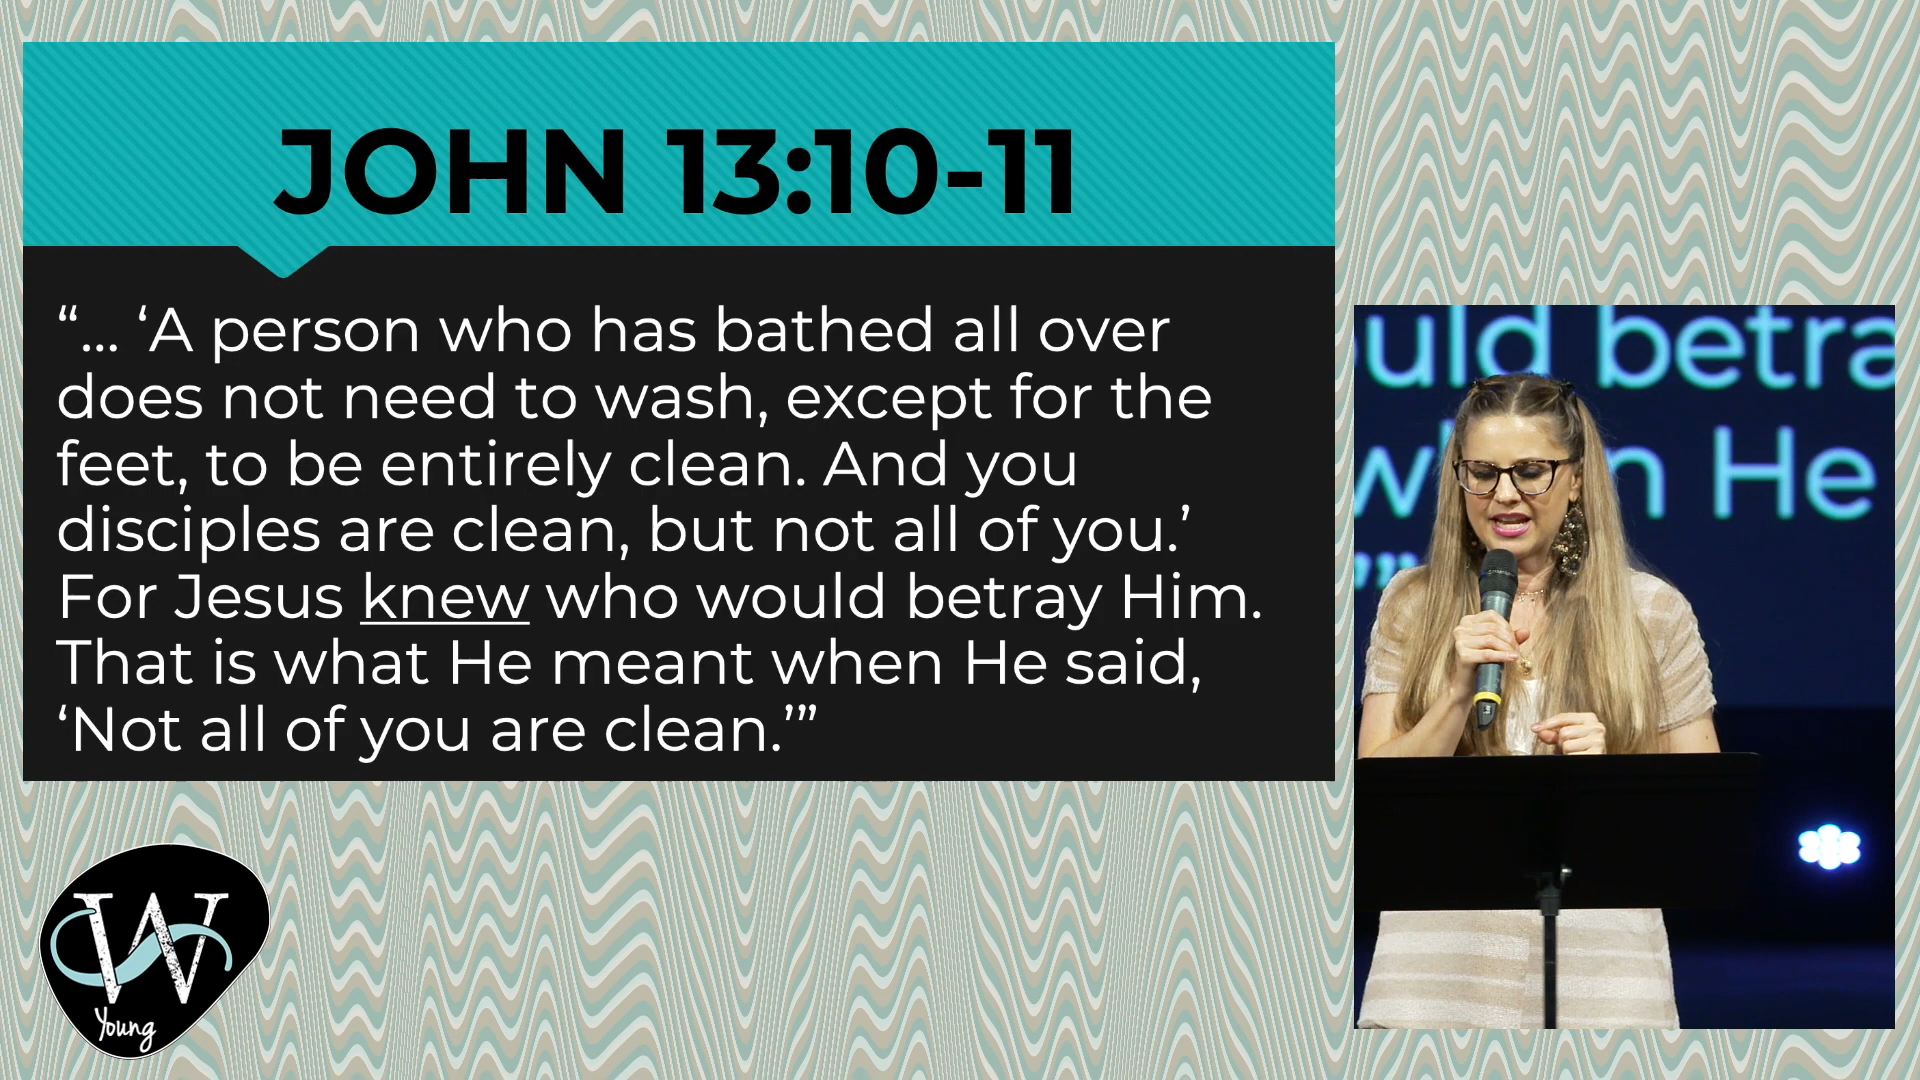 JOHN 13:10-11
“... ‘A person who has bathed all over
does not need to wash, except for the
feet, to be entirely clean. And you
disciples are clean, but not all of you.’
For Jesus knew who would betray Him.
That is what He meant when He said,
‘Not all of you are clean.’”
uld betra
w n He
”
W
Young